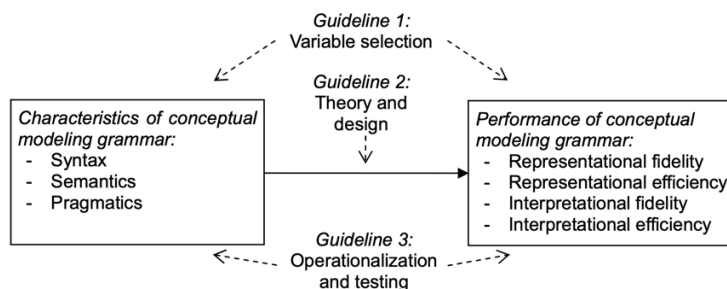 Guideline 1:
Variable selection
Guideline 2:
Theory and
design
Characteristics of conceptual
modeling grammar:
- Syntax
- Semantics
- Pragmatics
Performance of conceptual
modeling grammar:
- Representational fidelity
- Representational efficiency
- Interpretational fidelity
- Interpretational efficiency
Guideline 3:
Operationalization
and testing